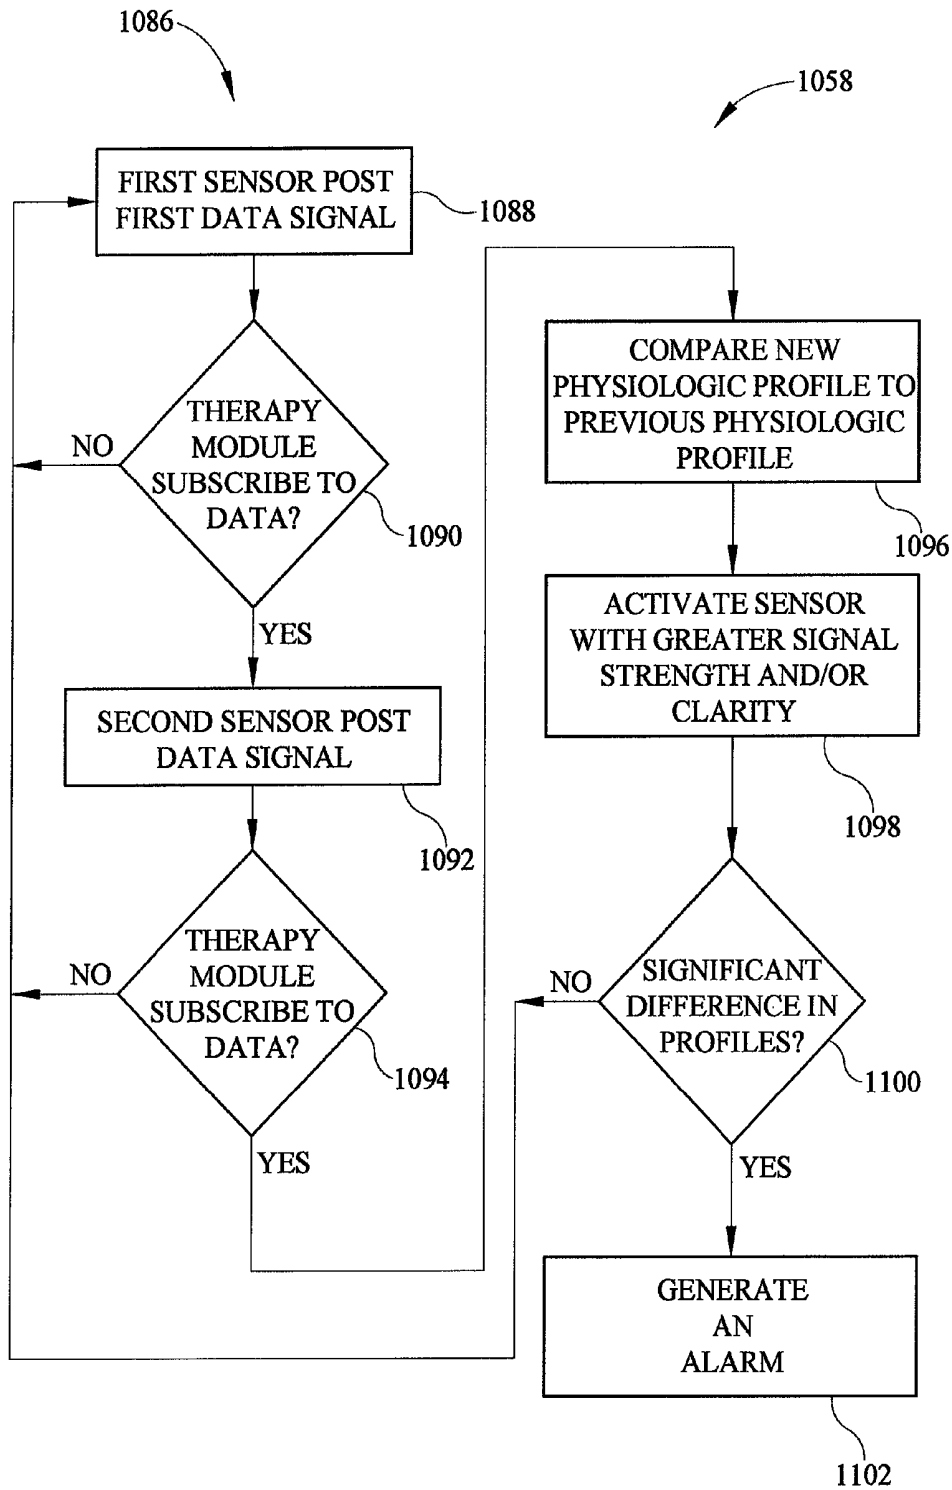 1086
1058
FIRST SENSOR POST
FIRST DATA SIGNAL
1088
THERAPY
MODULE
SUBSCRIBE TO
DATA?
NO
1090
YES
SECOND SENSOR POST
DATA SIGNAL
1092
THERAPY
MODULE
SUBSCRIBE TO
DATA?
NO
1094
YES
COMPARE NEW
PHYSIOLOGIC PROFILE TO
PREVIOUS PHYSIOLOGIC
PROFILE
1096
ACTIVATE SENSOR
WITH GREATER SIGNAL
STRENGTH AND/OR
CLARITY
1098
SIGNIFICANT
DIFFERENCE IN
PROFILES?
NO
1100
YES
GENERATE
AN
ALARM
1102